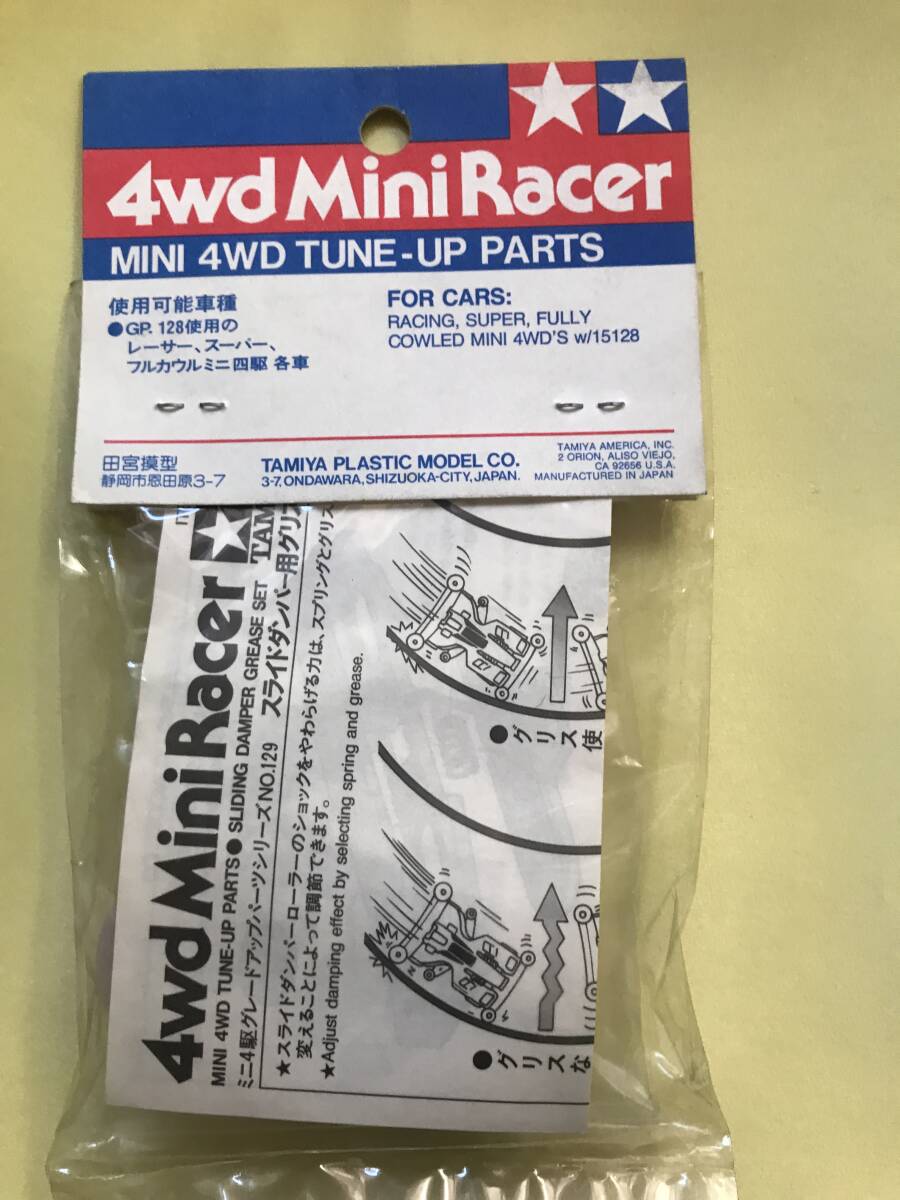 4wd Mini Racer
MINI 4WD TUNE-UP PARTS
使用可能車種
●GP. 128使用の
レーサー、スーパー、
フルカウルミニ四駆 各車
FOR CARS:
RACING, SUPER, FULLY
COWLED MINI 4WD'S w/15128
田宮模型
静岡市恩田原3-7
TAMIYA PLASTIC MODEL CO.
3-7, ONDAWARA, SHIZUOKA-CITY, JAPAN.
TAMIYA AMERICA, INC.
2 ORION, ALISO VIEJO,
CA 92656 U.S.A.
MANUFACTURED IN JAPAN
4wd Mini Racer
TAM
MINI 4WD TUNE-UP PARTS ● SLIDING DAMPER GREASE SET
ミニ4駆グレードアップパーツシリーズNO.129 スライドダンパー用グリス
★スライドダンパーローラーのショックをやわらげる力は、スプリングとグリス
変えることによって調節できます。
★Adjust damping effect by selecting spring and grease.
●グリス使
●グリスな